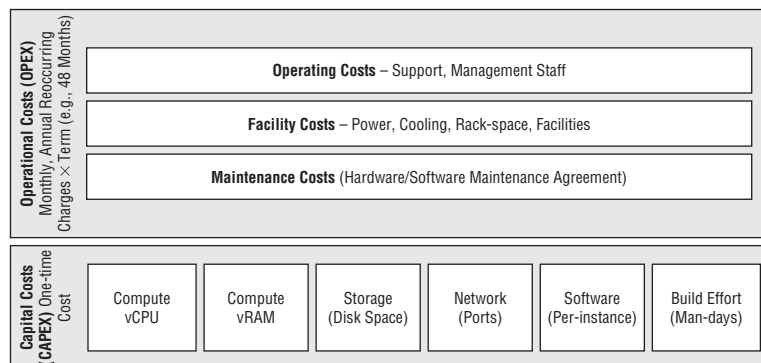 Operational Costs (OPEX)
Monthly, Annual Reoccurring
Charges × Term (e.g., 48 Months)
Operating Costs – Support, Management Staff
Facility Costs – Power, Cooling, Rack-space, Facilities
Maintenance Costs (Hardware/Software Maintenance Agreement)
Capital Costs
(CAPEX) One-time
Cost
Compute
vCPU
Compute
vRAM
Storage
(Disk Space)
Network
(Ports)
Software
(Per-instance)
Build Effort
(Man-days)